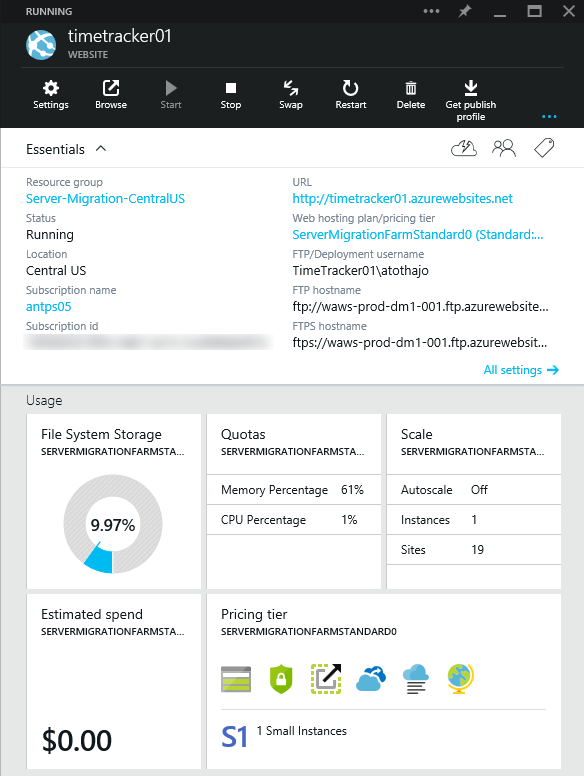 RUNNING
timetracker01
WEBSITE
Settings
Browse
Start
Stop
Swap
Restart
Delete
Get publish
profile
Essentials
Resource group
Server-Migration-CentralUS
URL
http://timetracker01.azurewebsites.net
Status
Running
Web hosting plan/pricing tier
ServerMigrationFarmStandard0 (Standard:...
Location
Central US
FTP/Deployment username
TimeTracker01\atothajo
Subscription name
antps05
FTP hostname
ftp://waws-prod-dm1-001.ftp.azurewebsite...
Subscription id
FTPS hostname
ftps://waws-prod-dm1-001.ftp.azurewebsit...
All settings
Usage
File System Storage
SERVERMIGRATIONFARMSTA...
9.97%
Quotas
SERVERMIGRATIONFARMSTA...
Memory Percentage 61%
CPU Percentage 1%
Scale
SERVERMIGRATIONFARMSTA...
Autoscale Off
Instances 1
Sites 19
Estimated spend
SERVERMIGRATIONFARMSTA...
$0.00
Pricing tier
SERVERMIGRATIONFARMSTANDARD0
S1 1 Small Instances